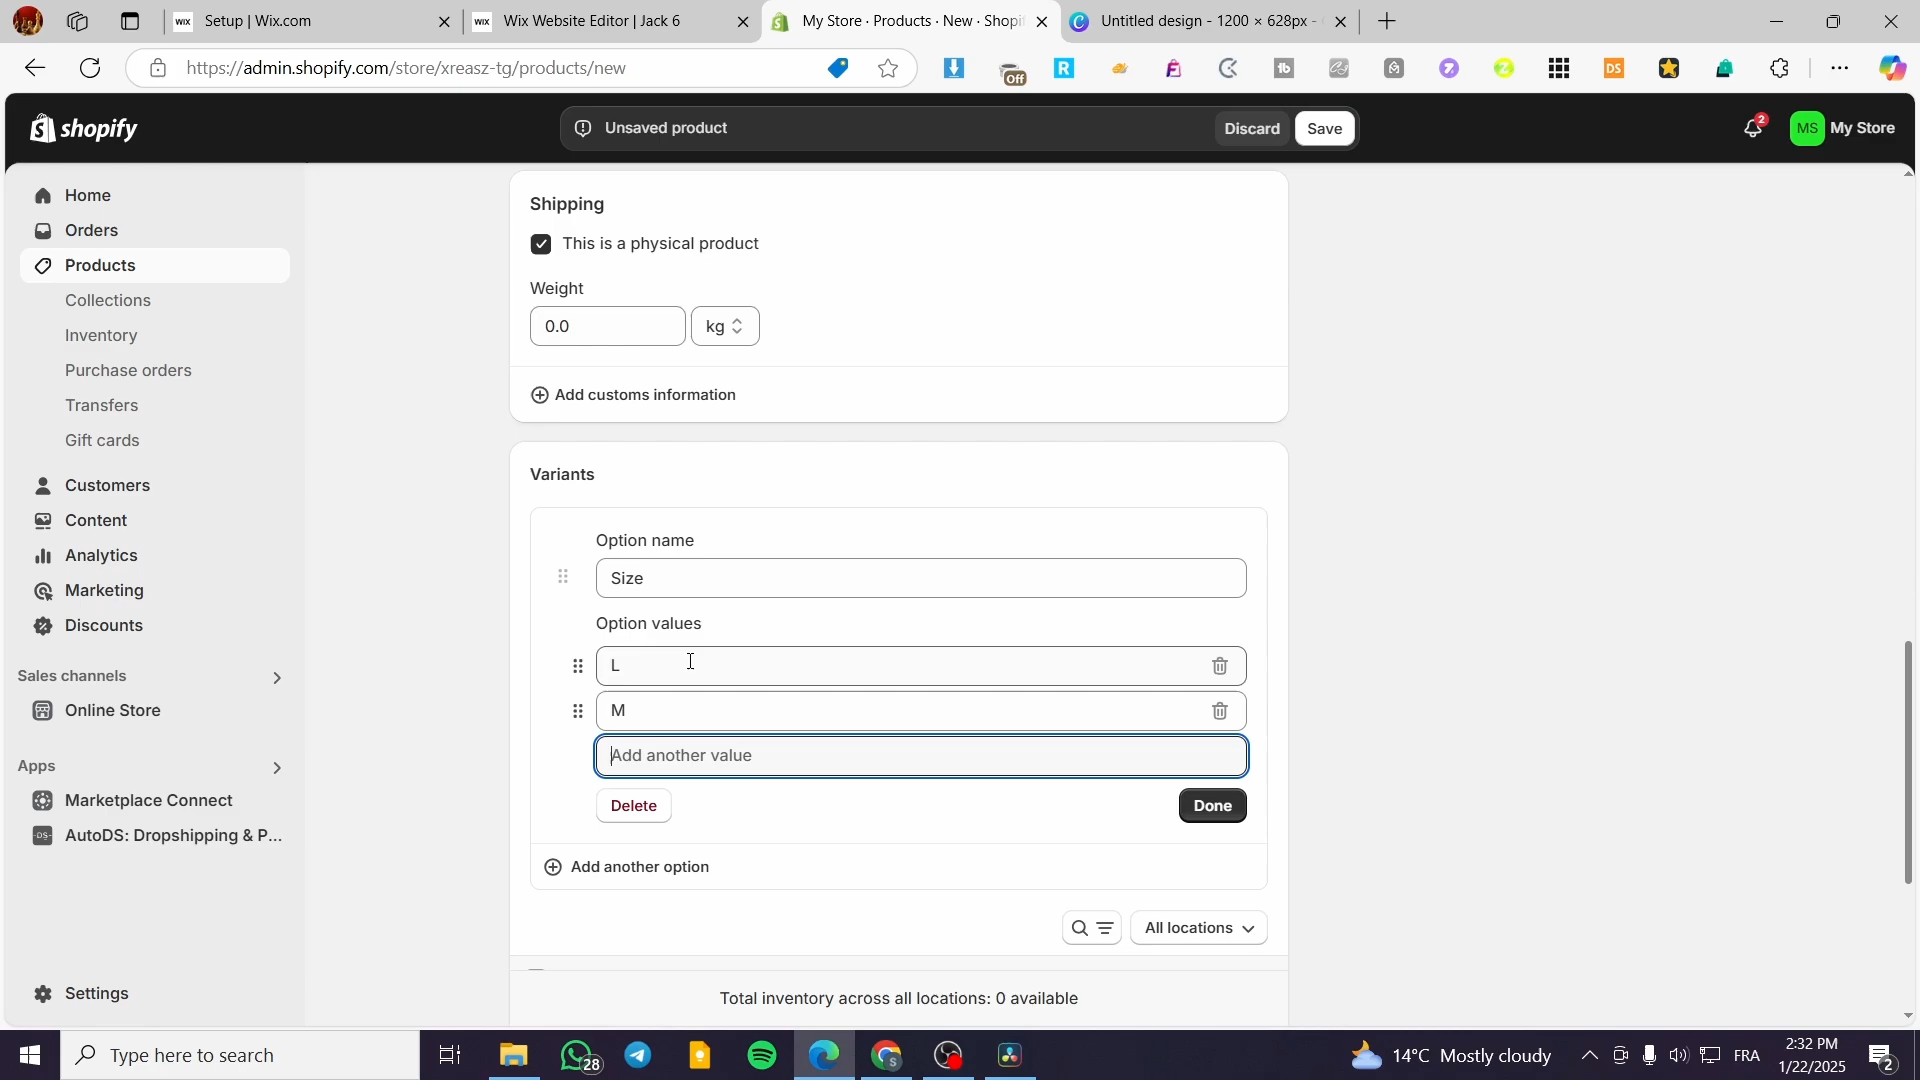 Setup | Wix.com
Wix Website Editor | Jack 6
My Store · Products · New · Shopif
Untitled design - 1200 × 628px -
https://admin.shopify.com/store/xreasz-tg/products/new
Off
DS
shopify
Unsaved product
Discard
Save
2
MS
My Store
Home
Orders
Products
Collections
Inventory
Purchase orders
Transfers
Gift cards
Customers
Content
Analytics
Marketing
Discounts
Sales channels
Online Store
Apps
Marketplace Connect
AutoDS: Dropshipping & P...
Settings
Shipping
This is a physical product
Weight
0.0
kg
Add customs information
Variants
Option name
Size
Option values
L
M
Add another value
Delete
Done
Add another option
All locations
Total inventory across all locations: 0 available
Type here to search
28
14°C Mostly cloudy
FRA
2:32 PM
1/22/2025
2